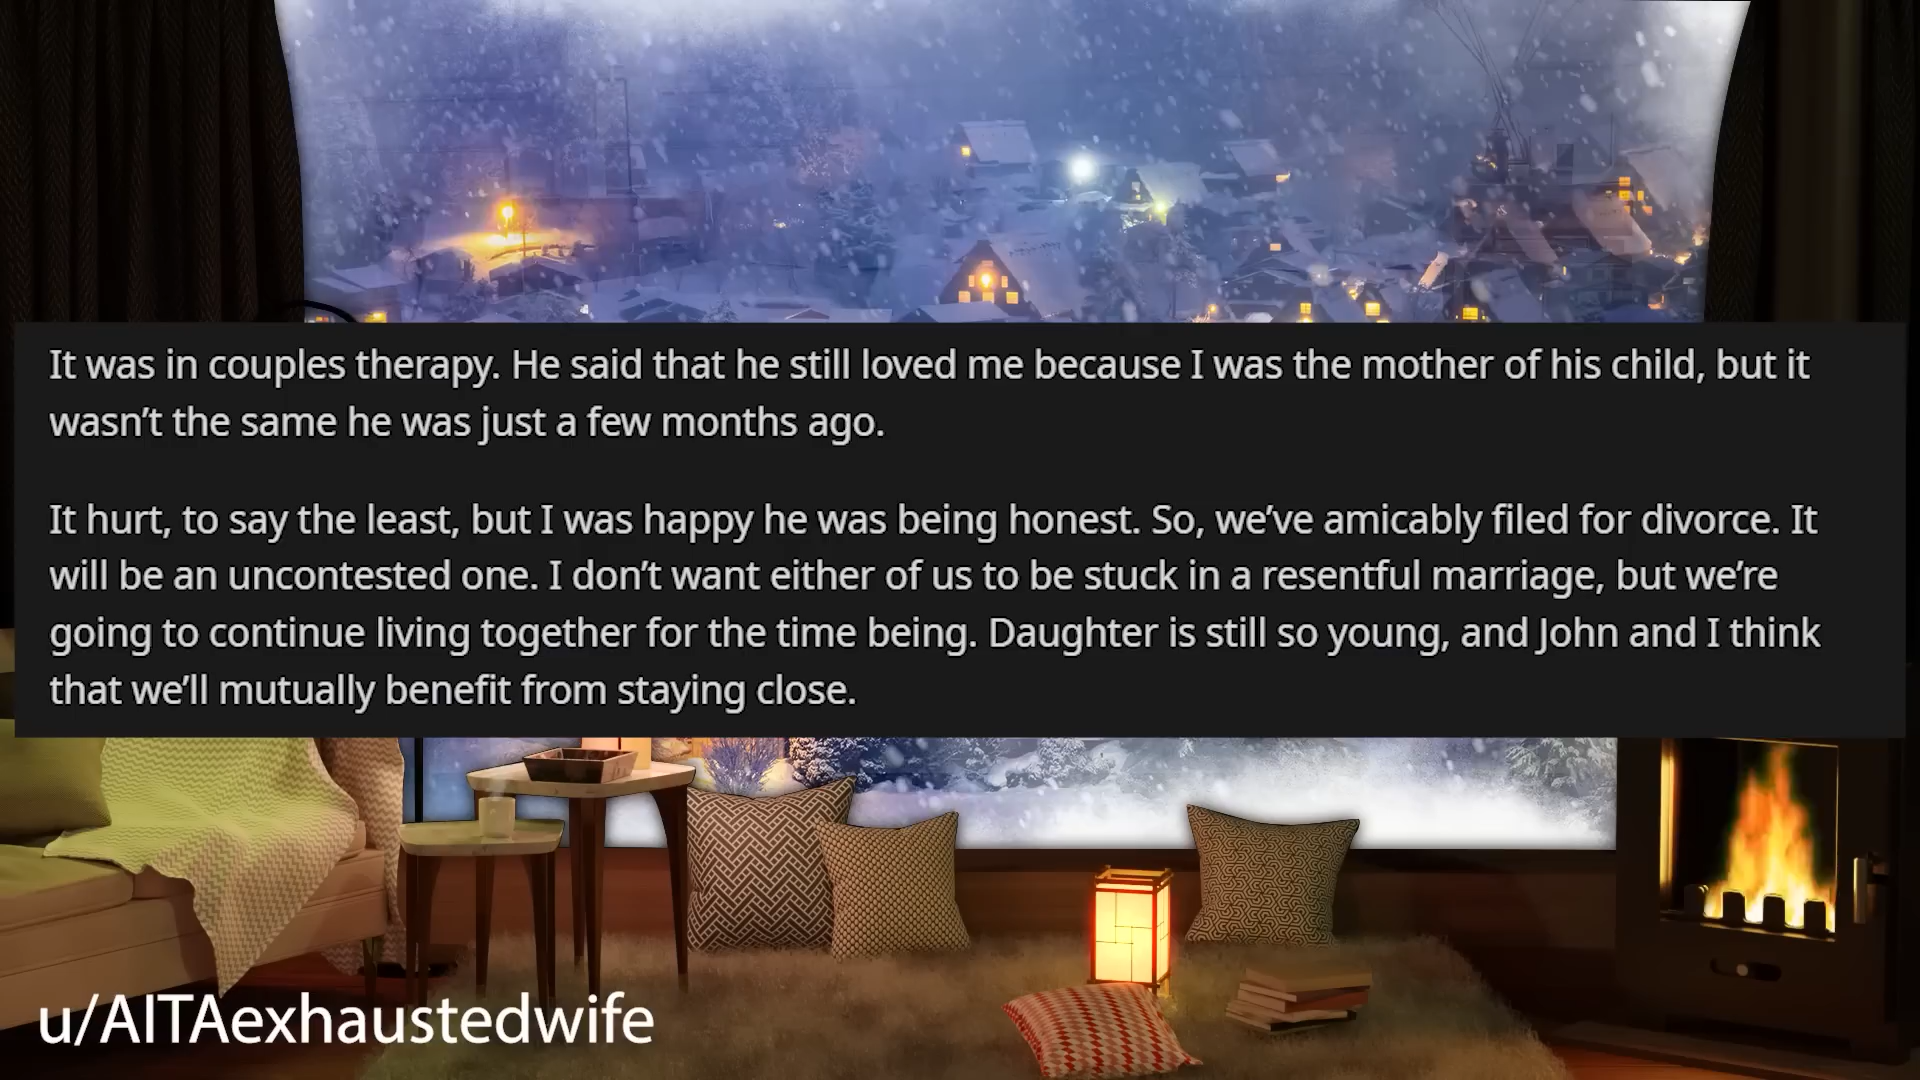 It was in couples therapy. He said that he still loved me because I was the mother of his child, but it
wasn’t the same he was just a few months ago.
It hurt, to say the least, but I was happy he was being honest. So, we’ve amicably filed for divorce. It
will be an uncontested one. I don’t want either of us to be stuck in a resentful marriage, but we’re
going to continue living together for the time being. Daughter is still so young, and John and I think
that we’ll mutually benefit from staying close.
u/AITAexhaustedwife